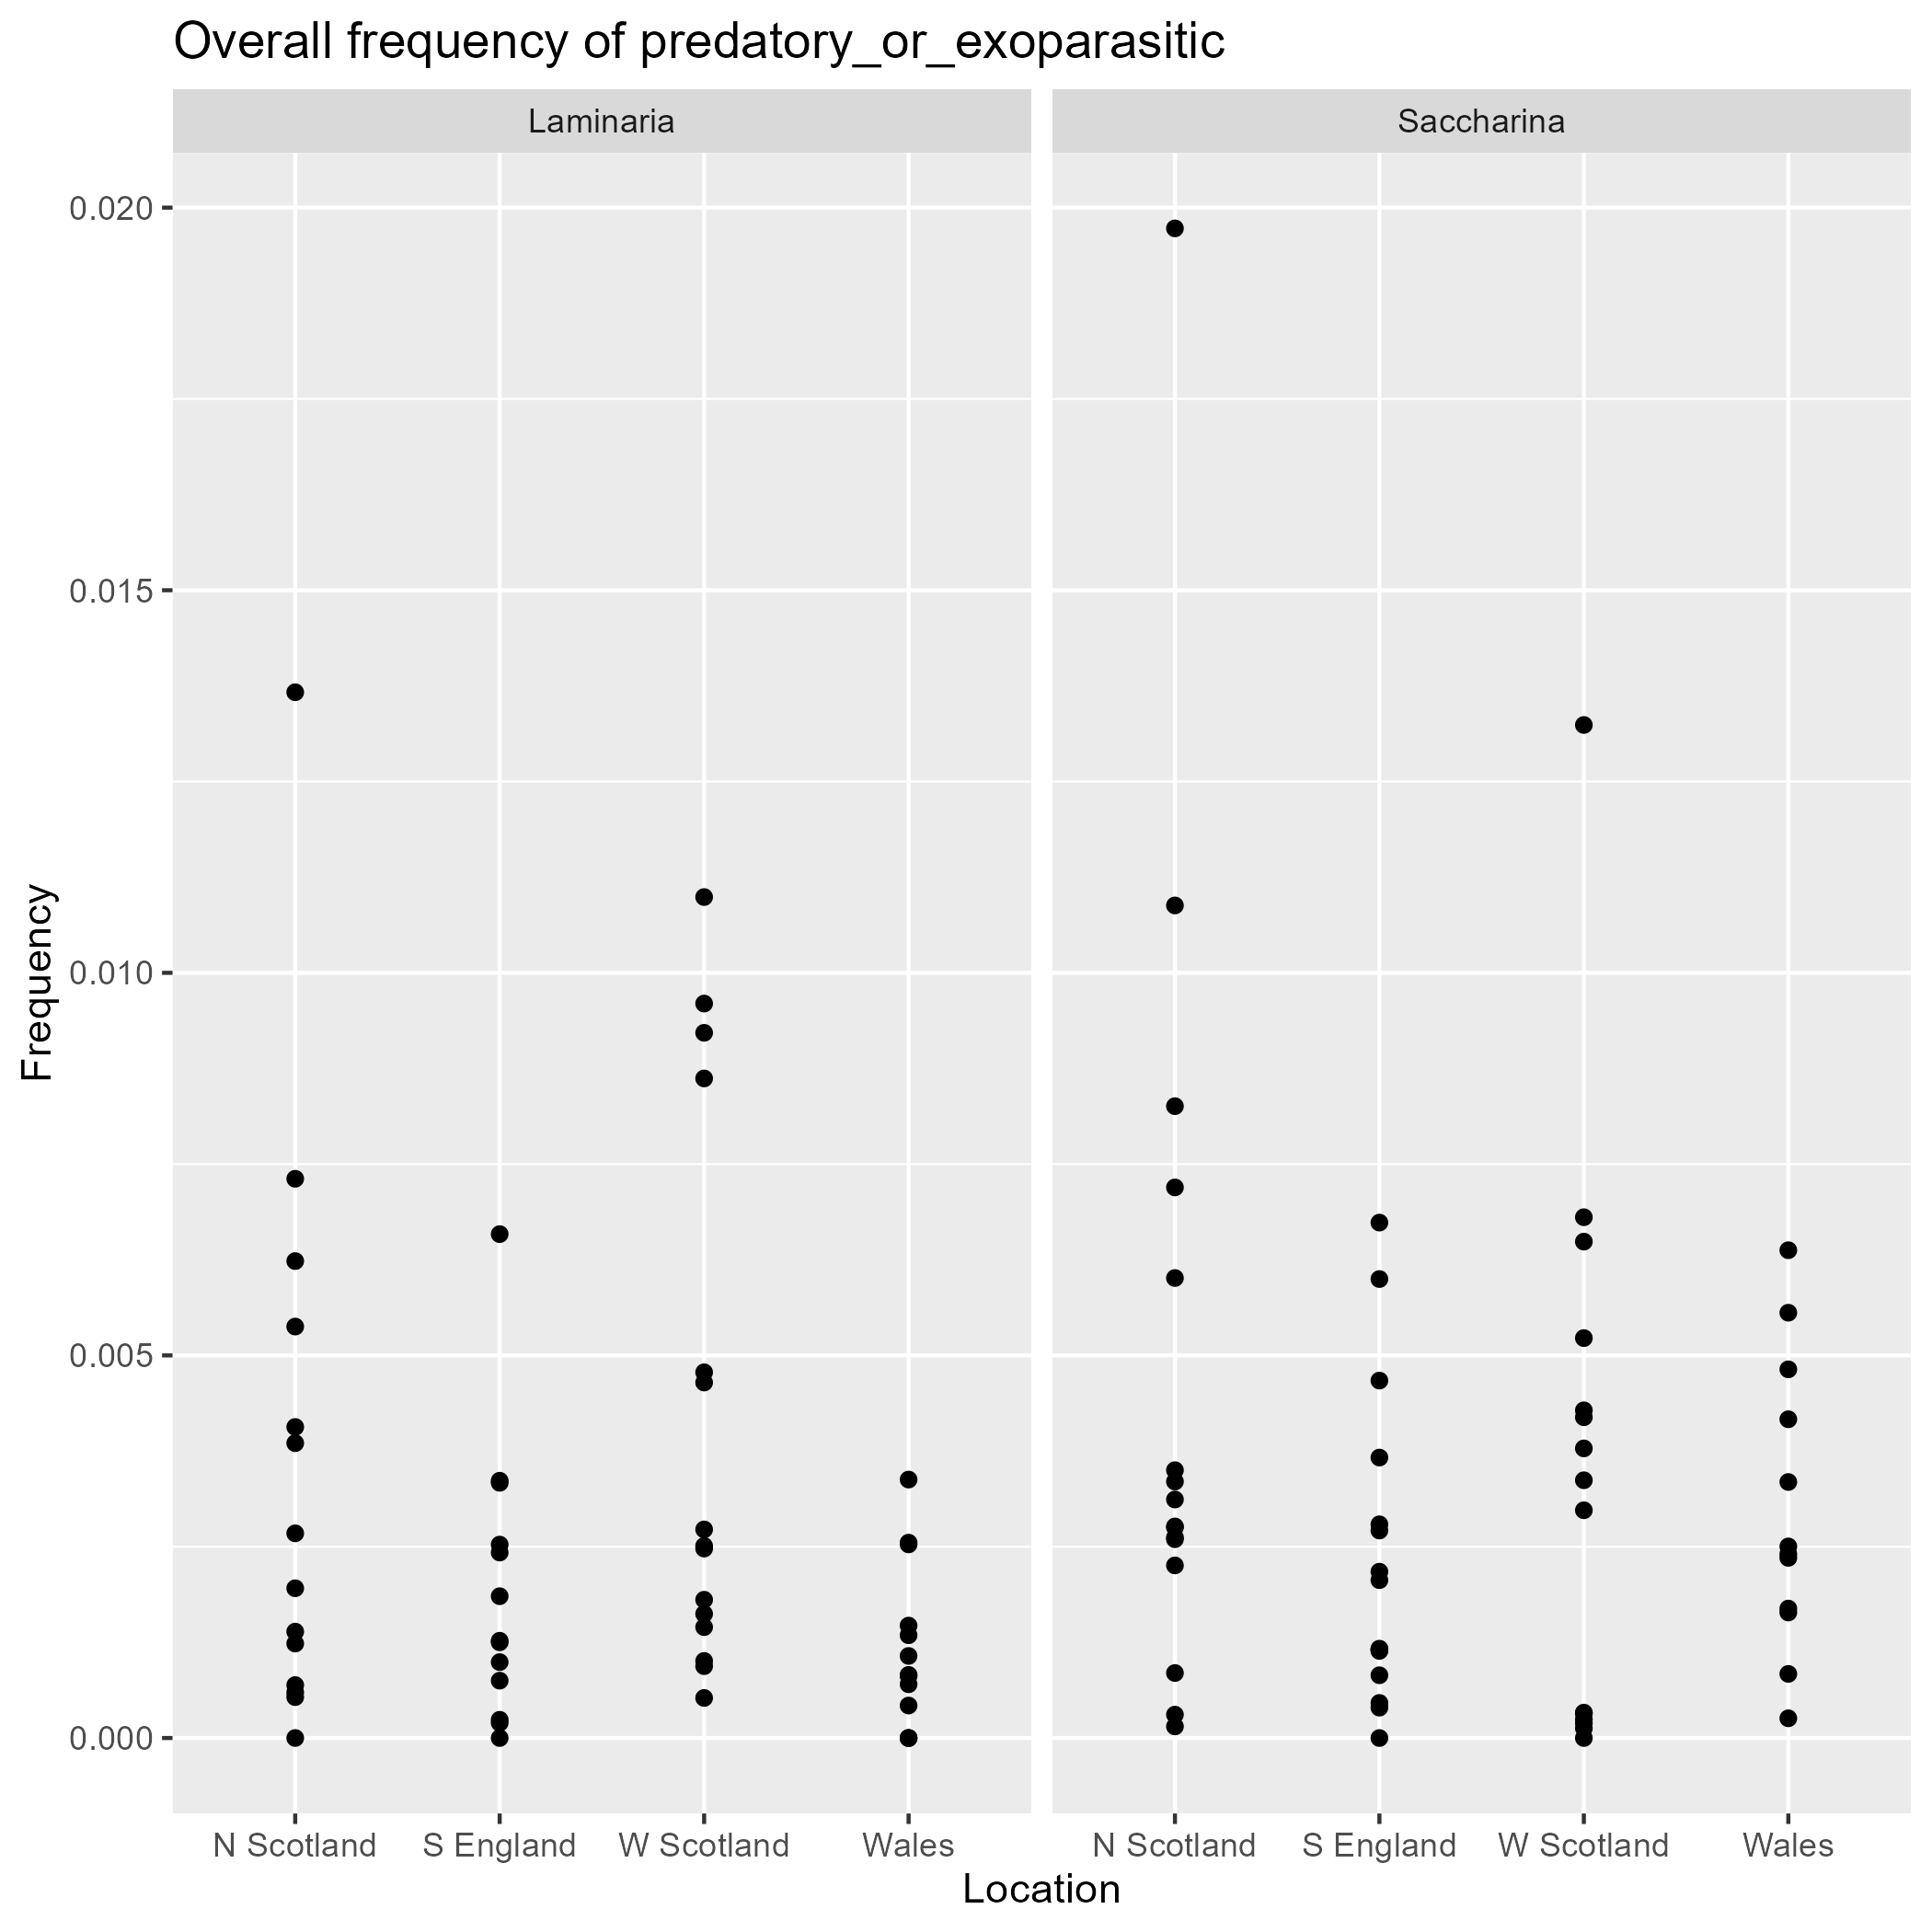 Overall frequency of predatory_or_exoparasitic
Laminaria
Saccharina
Frequency
0.020
0.015
0.010
0.005
0.000
N Scotland S England W Scotland Wales
N Scotland S England W Scotland Wales
Location